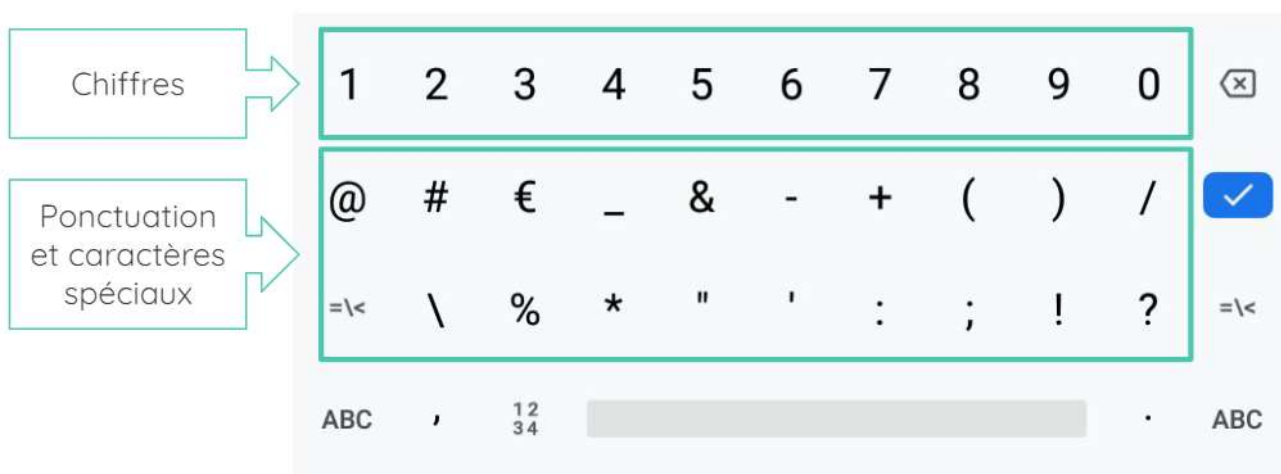 Chiffres
1 2 3 4 5 6 7 8 9 0
Ponctuation
et caractères
spéciaux
@ # € _ & - + ( ) /
=\< \ % * " ' : ; ! ? =\<
ABC , 12 . ABC
34